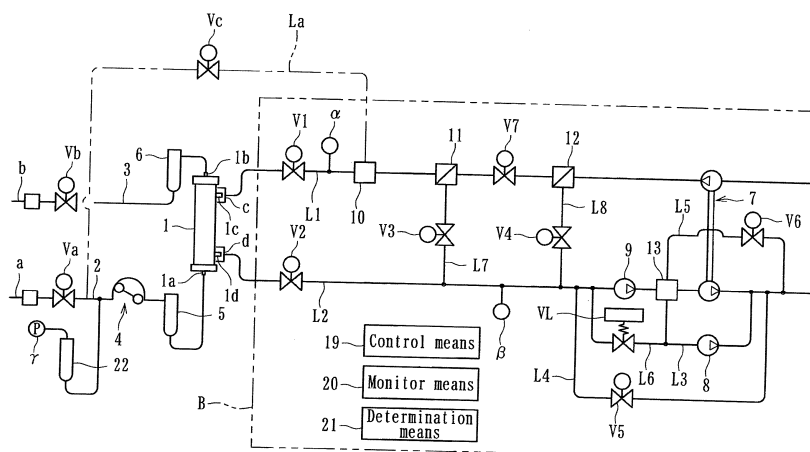 Vc
La
V1
α
11
V7
12
6
1b
b
Vb
3
c
1c
L1
10
L8
7
L5
V6
1
V3
V4
a
Va
2
V2
d
L7
9
13
1a
1d
L2
4
5
P
γ
22
β
VL
19
Control means
L4
L6
L3
8
20
Monitor means
B
21
Determination
means
V5